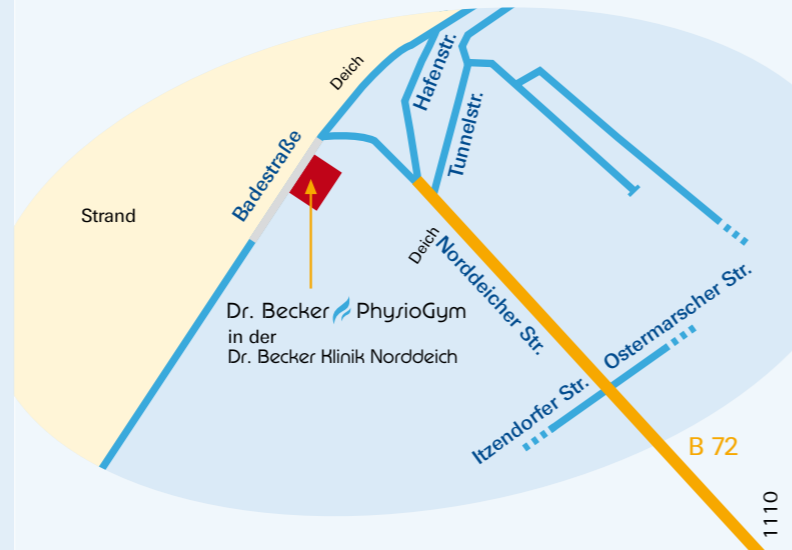 Deich
Hafenstr.
Tunnelstr.
Badestraße
Strand
Deich
Norddeicher Str.
Dr. Becker PhysioGym
in der
Dr. Becker Klinik Norddeich
Ostermarscher Str.
Itzendorfer Str.
B 72
1110